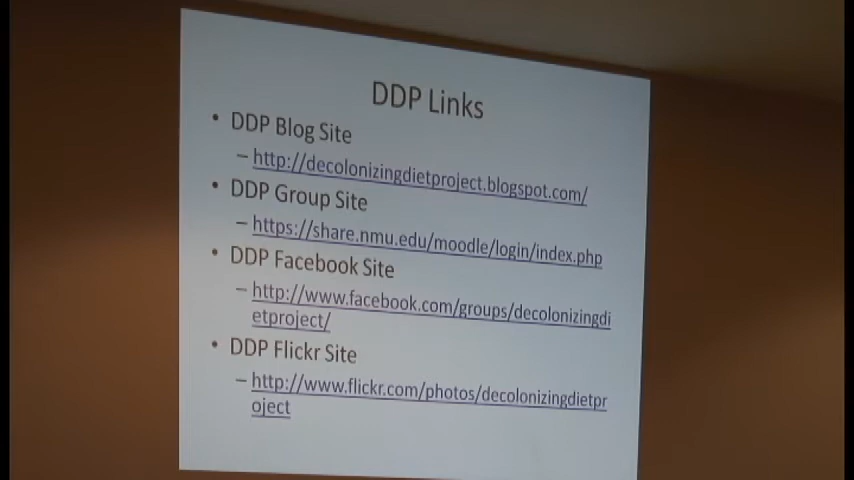 DDP Links
• DDP Blog Site
– http://decolonizingdietproject.blogspot.com/
• DDP Group Site
– https://share.nmu.edu/moodle/login/index.php
• DDP Facebook Site
– http://www.facebook.com/groups/decolonizingdi
etproject/
• DDP Flickr Site
– http://www.flickr.com/photos/decolonizingdietpr
oject